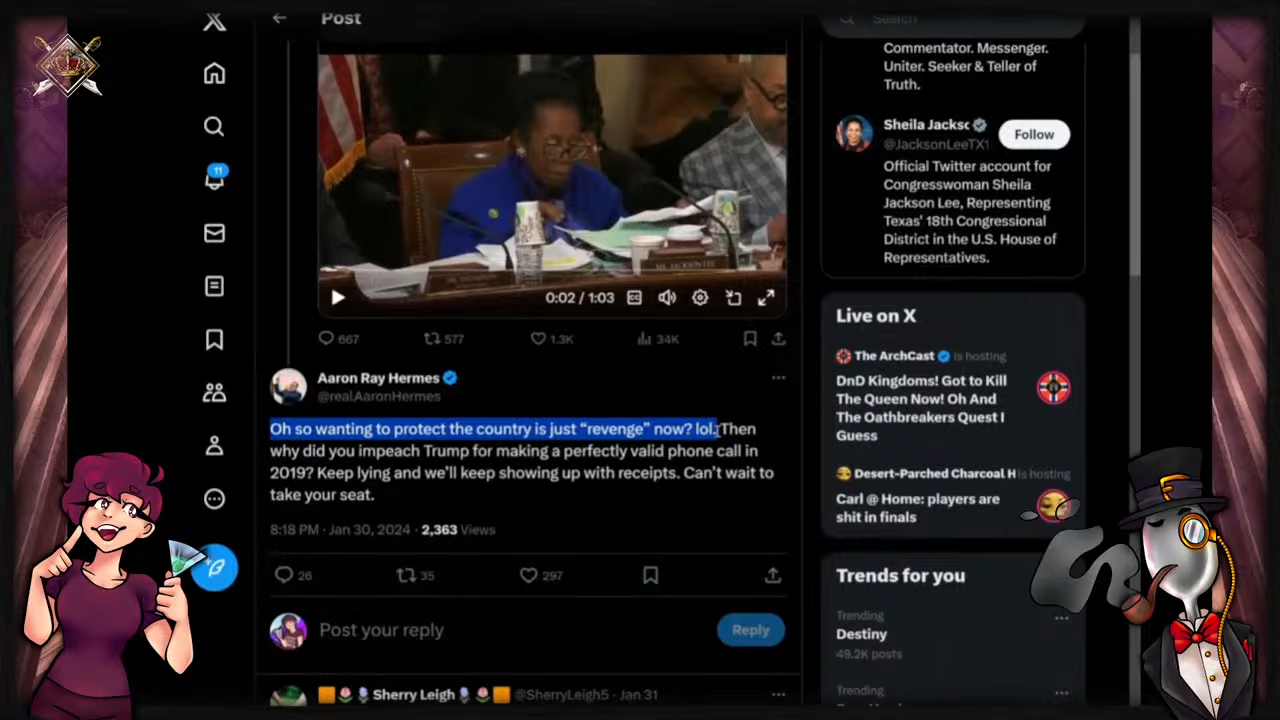 Post
Search
MS. JACKSON LEE
0:02 / 1:03
667
577
1.3K
34K
Aaron Ray Hermes
@realAaronHermes
Oh so wanting to protect the country is just “revenge” now? lol. Then
why did you impeach Trump for making a perfectly valid phone call in
2019? Keep lying and we’ll keep showing up with receipts. Can’t wait to
take your seat.
8:18 PM · Jan 30, 2024 · 2,363 Views
26
35
297
Post your reply
Reply
Sherry Leigh
@SherryLeigh5 · Jan 31
11
Commentator. Messenger.
Uniter. Seeker & Teller of
Truth.
Sheila Jackso
@JacksonLeeTX1
Follow
Official Twitter account for
Congresswoman Sheila
Jackson Lee, Representing
Texas' 18th Congressional
District in the U.S. House of
Representatives.
Live on X
The ArchCast is hosting
DnD Kingdoms! Got to Kill
The Queen Now! Oh And
The Oathbreakers Quest I
Guess
Desert-Parched Charcoal H is hosting
Carl @ Home: players are
shit in finals
Trends for you
Trending
Destiny
49.2K posts
Trending